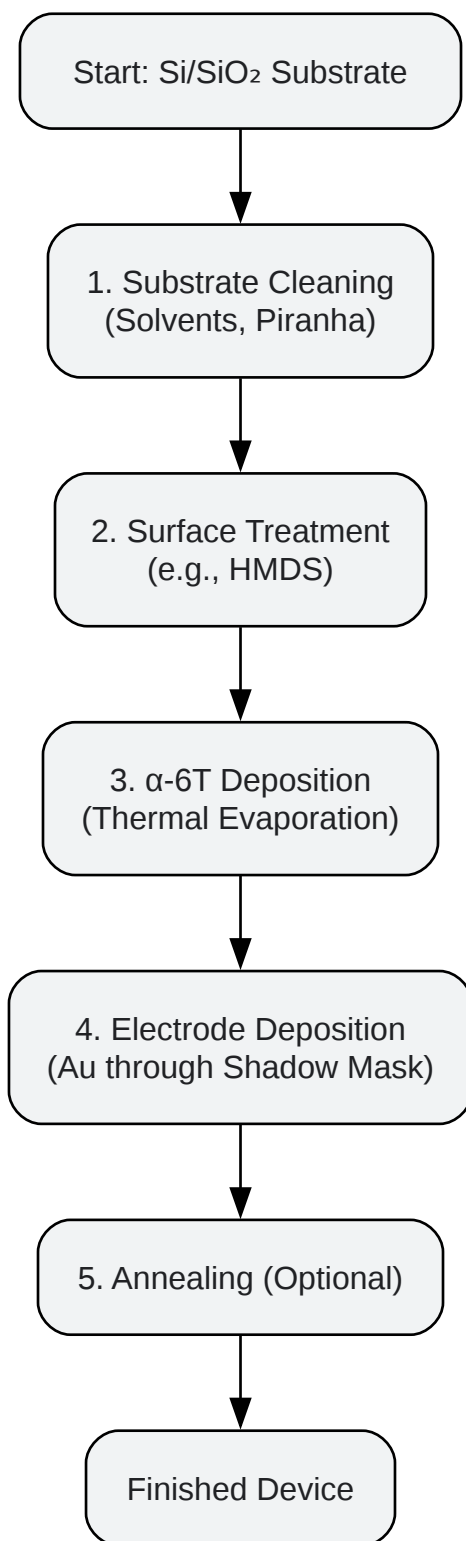 Start: Si/SiO₂ Substrate
1. Substrate Cleaning
(Solvents, Piranha)
2. Surface Treatment
(e.g., HMDS)
3. α-6T Deposition
(Thermal Evaporation)
4. Electrode Deposition
(Au through Shadow Mask)
5. Annealing (Optional)
Finished Device